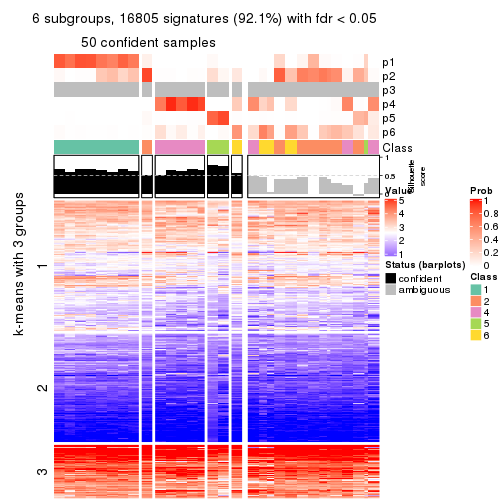 6 subgroups, 16805 signatures (92.1%) with fdr < 0.05
50 confident samples
p1
p2
p3
p4
p5
p6
Class
1
0.5
0
Silhouette
score
k-means with 3 groups
1
2
3
Value
5
4
3
2
1
Status (barplots)
confident
ambiguous
Prob
1
0.8
0.6
0.4
0.2
0
Class
1
2
4
5
6